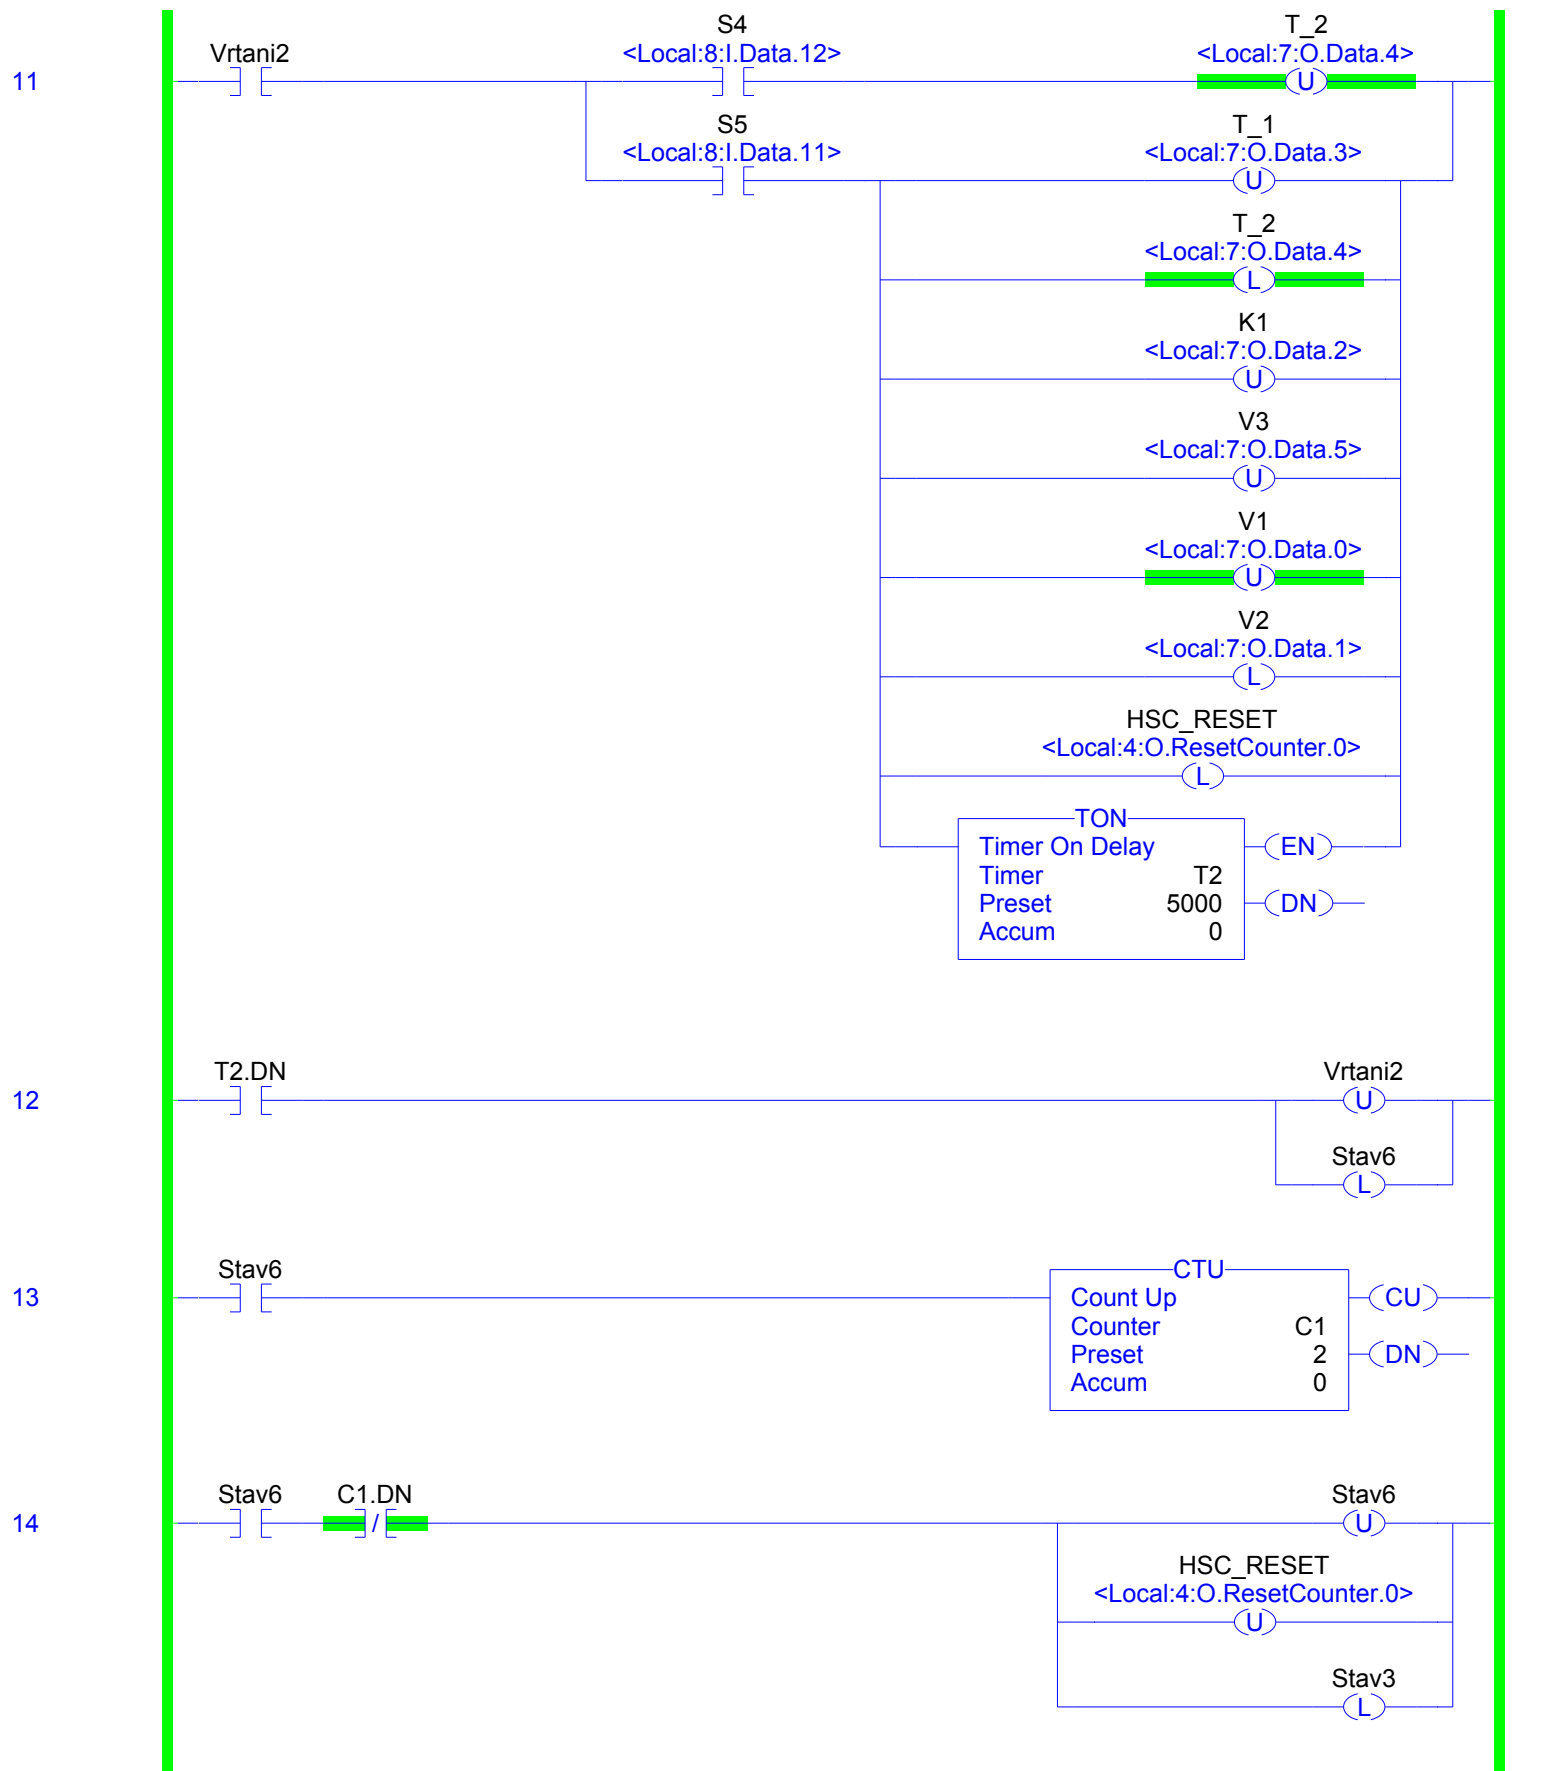 S4
T_2
Vrtani2
<Local:8:I.Data.12>
<Local:7:O.Data.4>
11
U
S5
T_1
<Local:8:I.Data.11>
<Local:7:O.Data.3>
U
T_2
<Local:7:O.Data.4>
L
K1
<Local:7:O.Data.2>
U
V3
<Local:7:O.Data.5>
U
V1
<Local:7:O.Data.0>
U
V2
<Local:7:O.Data.1>
L
HSC_RESET
<Local:4:O.ResetCounter.0>
L
TON
Timer On Delay
EN
Timer T2
Preset 5000
DN
Accum 0
T2.DN
Vrtani2
12
U
Stav6
L
Stav6
CTU
13
Count Up
CU
Counter C1
Preset 2
DN
Accum 0
Stav6
C1.DN
Stav6
14
/
U
HSC_RESET
<Local:4:O.ResetCounter.0>
U
Stav3
L